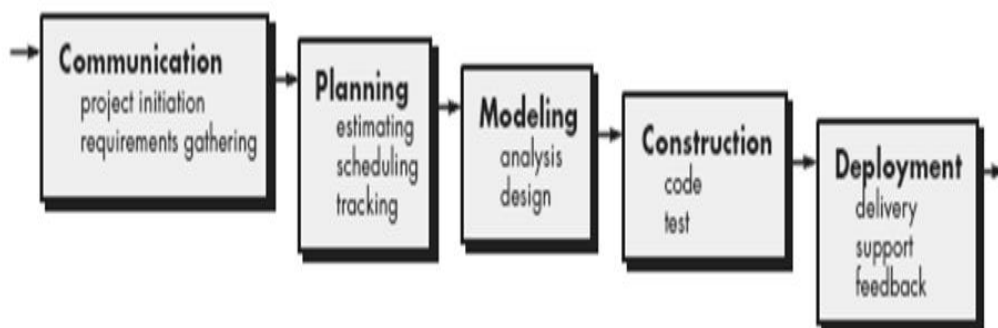 Communication
project initiation
requirements gathering
Planning
estimating
scheduling
tracking
Modeling
analysis
design
Construction
code
test
Deployment
delivery
support
feedback